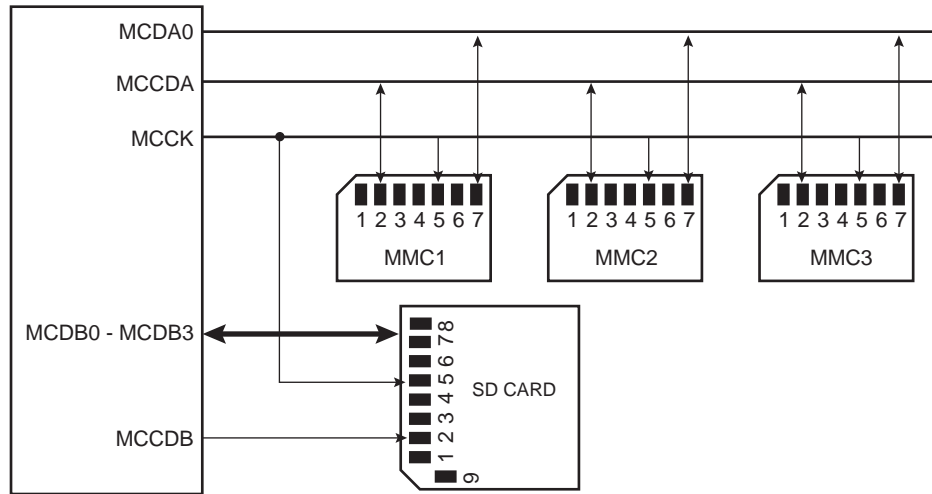 MCDA0
MCCDA
MCCK
1 2 3 4 5 6 7
MMC1
1 2 3 4 5 6 7
MMC2
1 2 3 4 5 6 7
MMC3
MCDB0 - MCDB3
MCCDB
1 2 3 4 5 6 7 8
9
SD CARD